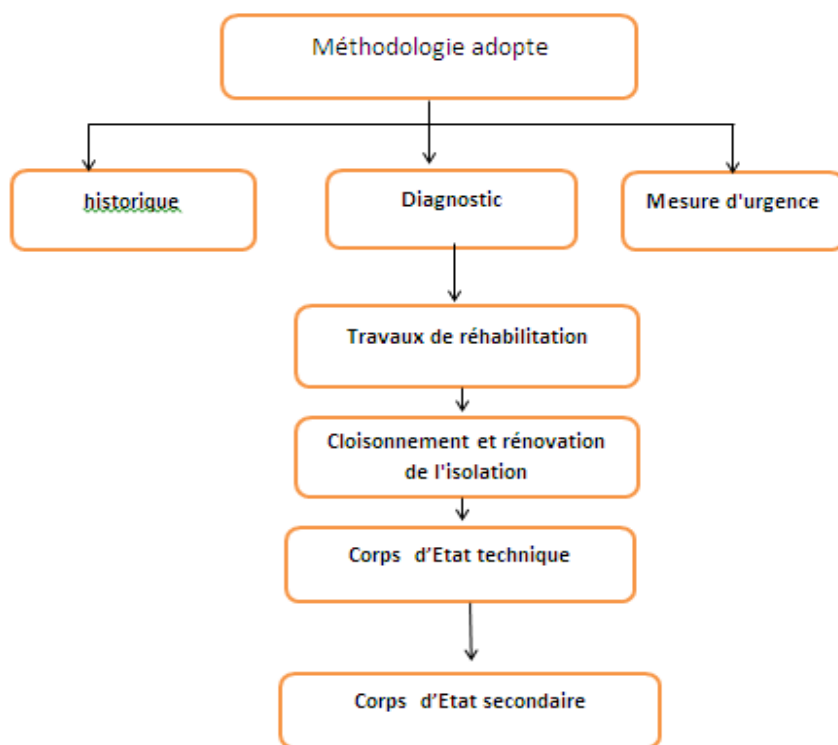 Méthodologie adopte
historique
Diagnostic
Mesure d'urgence
Travaux de réhabilitation
Cloisonnement et rénovation
de l'isolation
Corps d’Etat technique
Corps d’Etat secondaire